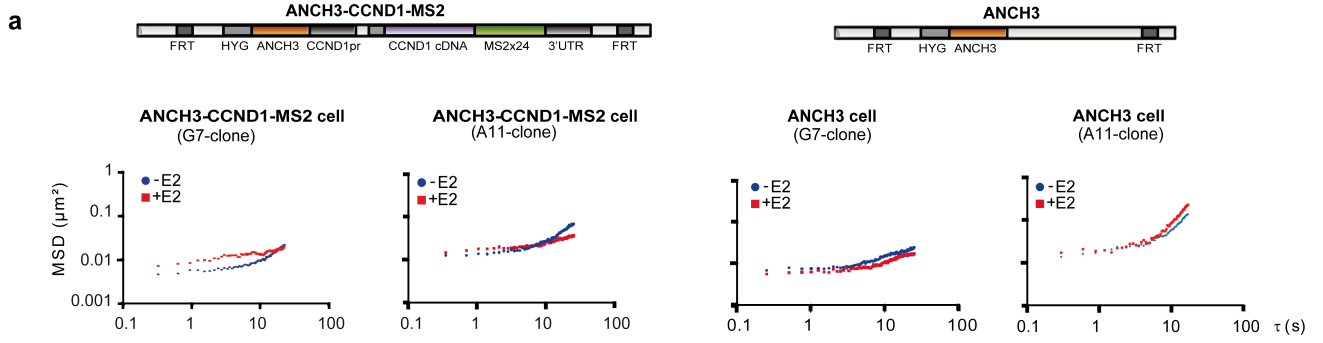 a
ANCH3-CCND1-MS2
FRT HYG ANCH3 CCND1pr CCND1 cDNA MS2x24 3'UTR FRT
ANCH3
FRT HYG ANCH3 FRT
ANCH3-CCND1-MS2 cell
(G7-clone)
ANCH3-CCND1-MS2 cell
(A11-clone)
ANCH3 cell
(G7-clone)
ANCH3 cell
(A11-clone)
MSD (µm²)
1
0.1
0.01
0.001
-E2
+E2
0.1 1 10 100
-E2
+E2
0.1 1 10 100
-E2
+E2
0.1 1 10 100
-E2
+E2
0.1 1 10 100 τ (s)